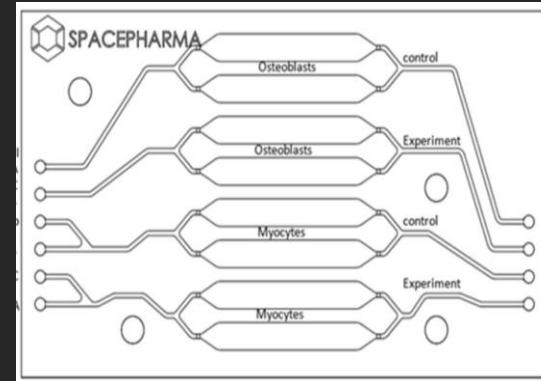 SPACEPHARMA
control
Osteoblasts
Experiment
Osteoblasts
control
Myocytes
Experiment
Myocytes